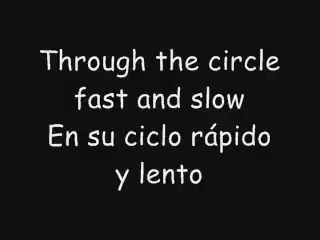 Through the circle
fast and slow
En su ciclo rápido
y lento